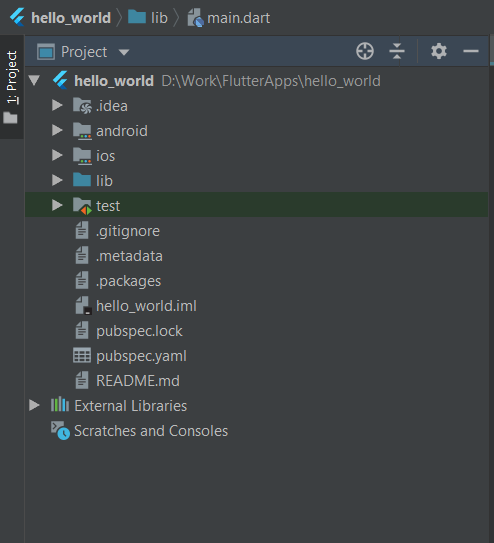 hello_world lib main.dart
1: Project
Project
hello_world D:\Work\FlutterApps\hello_world
.idea
android
ios
lib
test
.gitignore
.metadata
.packages
hello_world.iml
pubspec.lock
pubspec.yaml
README.md
External Libraries
Scratches and Consoles